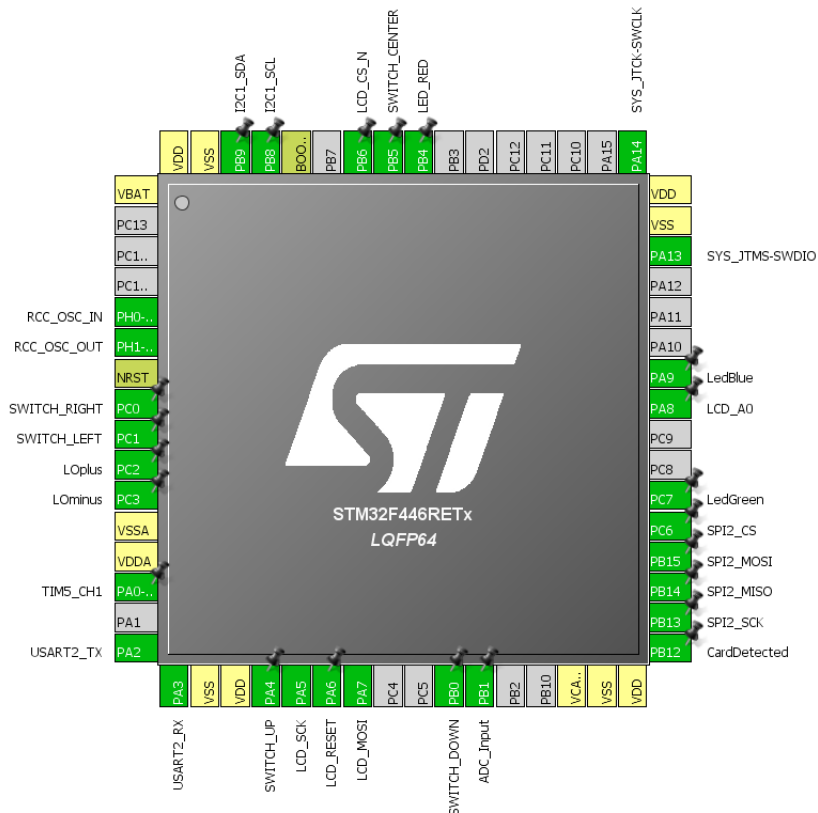 I2C1_SDA
I2C1_SCL
LCD_CS_N
SWITCH_CENTER
LED_RED
SYS_JTCK-SWCLK
VDD
VSS
PB9
PB8
BOO..
PB7
PB6
PB5
PB4
PB3
PD2
PC12
PC11
PC10
PA15
PA14
VBAT
PC13
PC1..
PC1..
RCC_OSC_IN PH0-..
RCC_OSC_OUT PH1-..
NRST
SWITCH_RIGHT PC0
SWITCH_LEFT PC1
LOplus PC2
LOminus PC3
VSSA
VDDA
TIM5_CH1 PA0-..
PA1
USART2_TX PA2
ST
STM32F446RETx
LQFP64
VDD
VSS
PA13 SYS_JTMS-SWDIO
PA12
PA11
PA10
PA9 LedBlue
PA8 LCD_A0
PC9
PC8
PC7 LedGreen
PC6 SPI2_CS
PB15 SPI2_MOSI
PB14 SPI2_MISO
PB13 SPI2_SCK
PB12 CardDetected
PA3
VSS
VDD
PA4
PA5
PA6
PA7
PC4
PC5
PB0
PB1
PB2
PB10
VCA..
VSS
VDD
USART2_RX
SWITCH_UP
LCD_SCK
LCD_RESET
LCD_MOSI
SWITCH_DOWN
ADC_Input